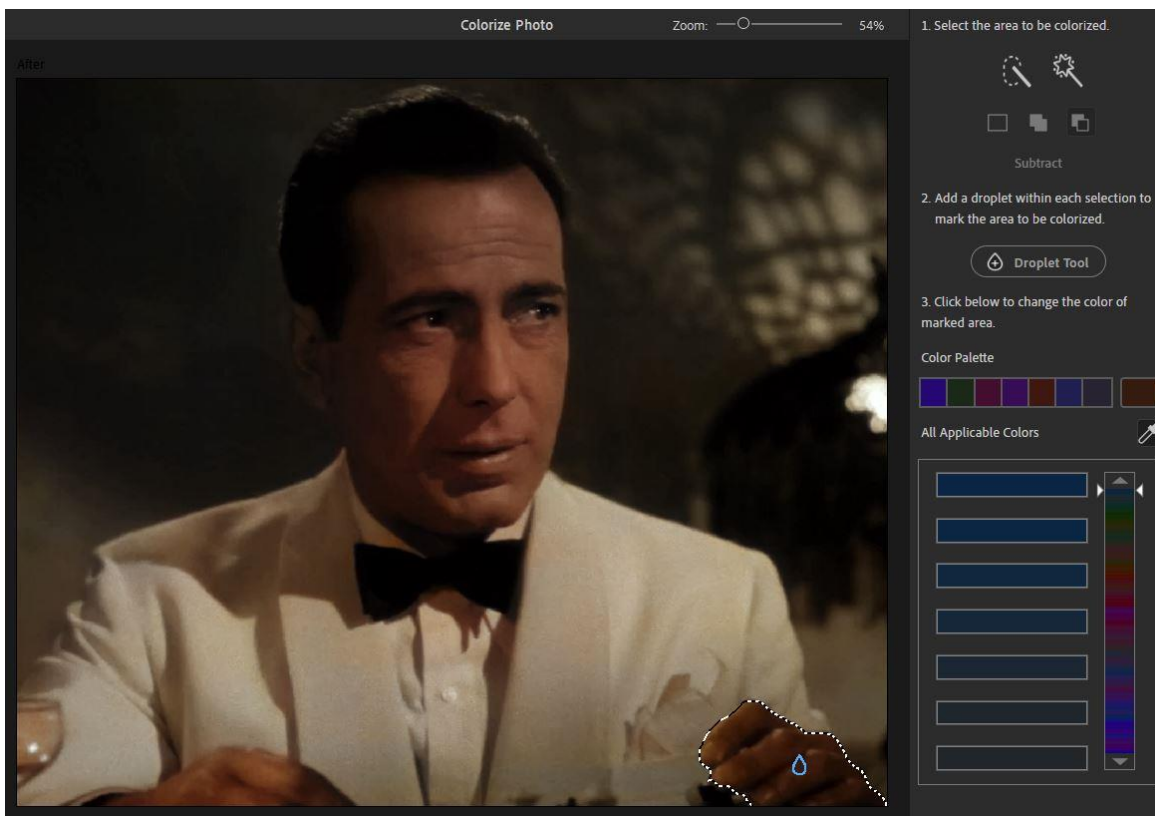 Colorize Photo
Zoom:
54%
After
1. Select the area to be colorized.
Subtract
2. Add a droplet within each selection to
mark the area to be colorized.
Droplet Tool
3. Click below to change the color of
marked area.
Color Palette
All Applicable Colors